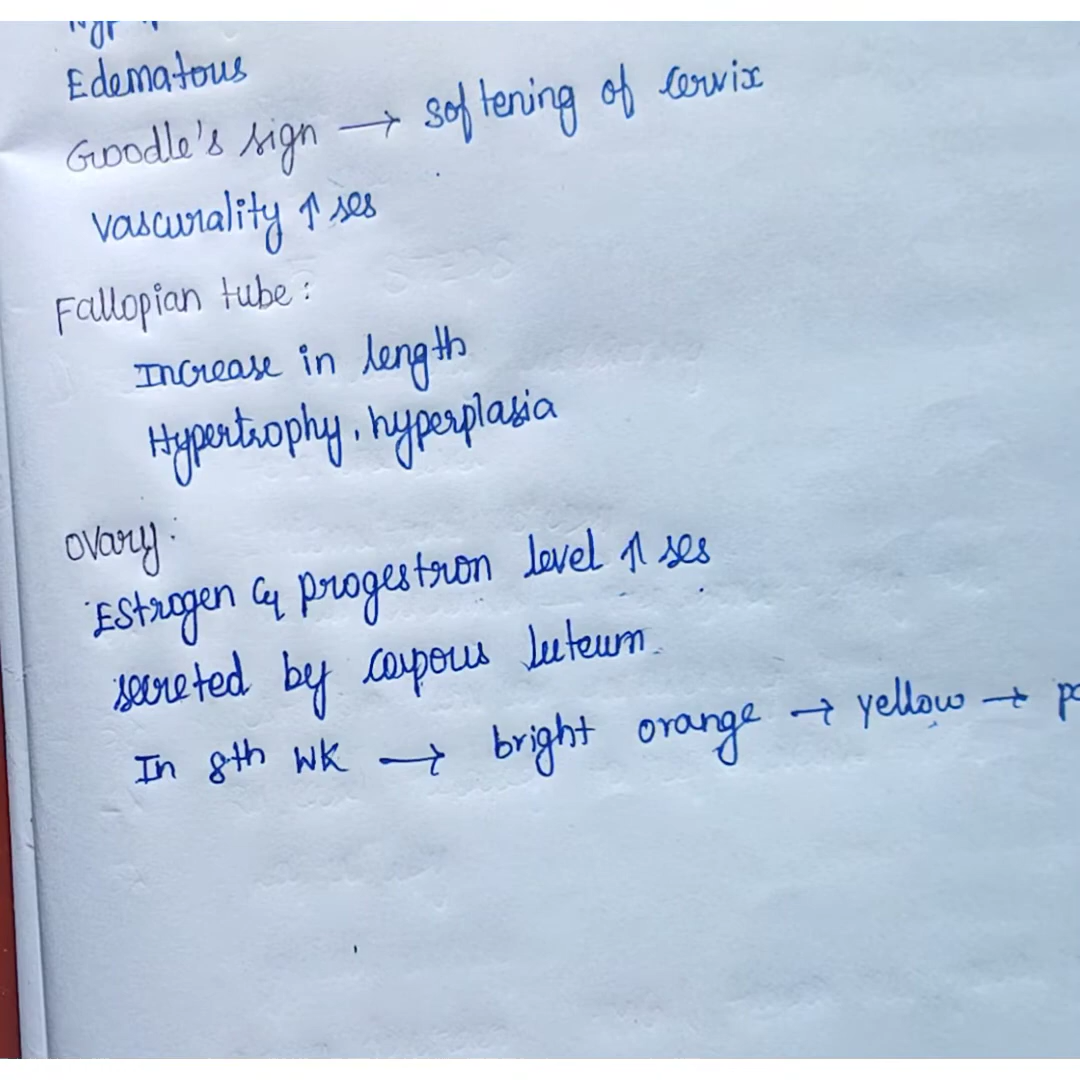 Edematous
Goodle's sign → softening of cervix
vascurality ↑ ses
Fallopian tube :
Increase in length
Hypertrophy, hyperplasia
ovary :
Estrogen & progestron level ↑ ses
secreted by corpous luteum.
In 8th WK → bright orange → yellow →